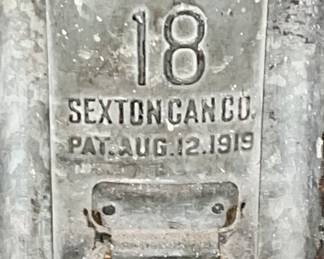 18
SEXTON CAN CO.
PAT. AUG. 12. 1919